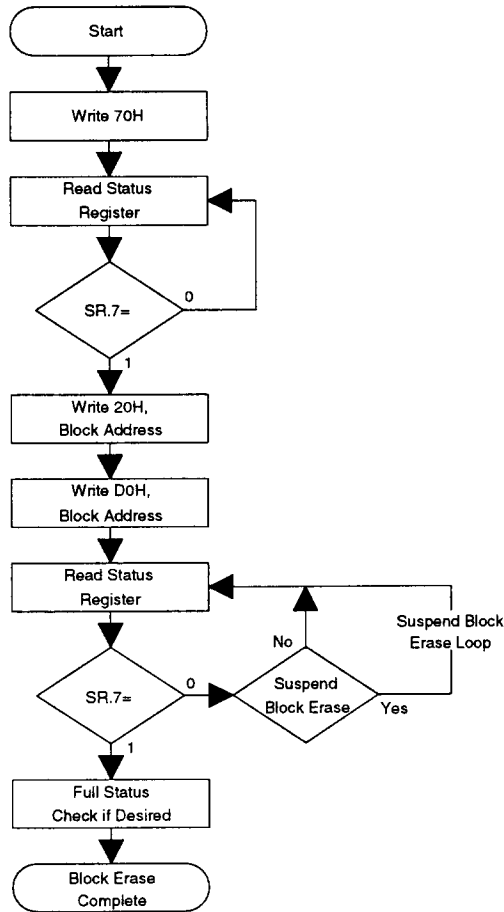 Start
Write 70H
Read Status
Register
SR.7=
0
1
Write 20H,
Block Address
Write D0H,
Block Address
Read Status
Register
Suspend Block
Erase Loop
No
SR.7=
0
Suspend
Block Erase
Yes
1
Full Status
Check if Desired
Block Erase
Complete